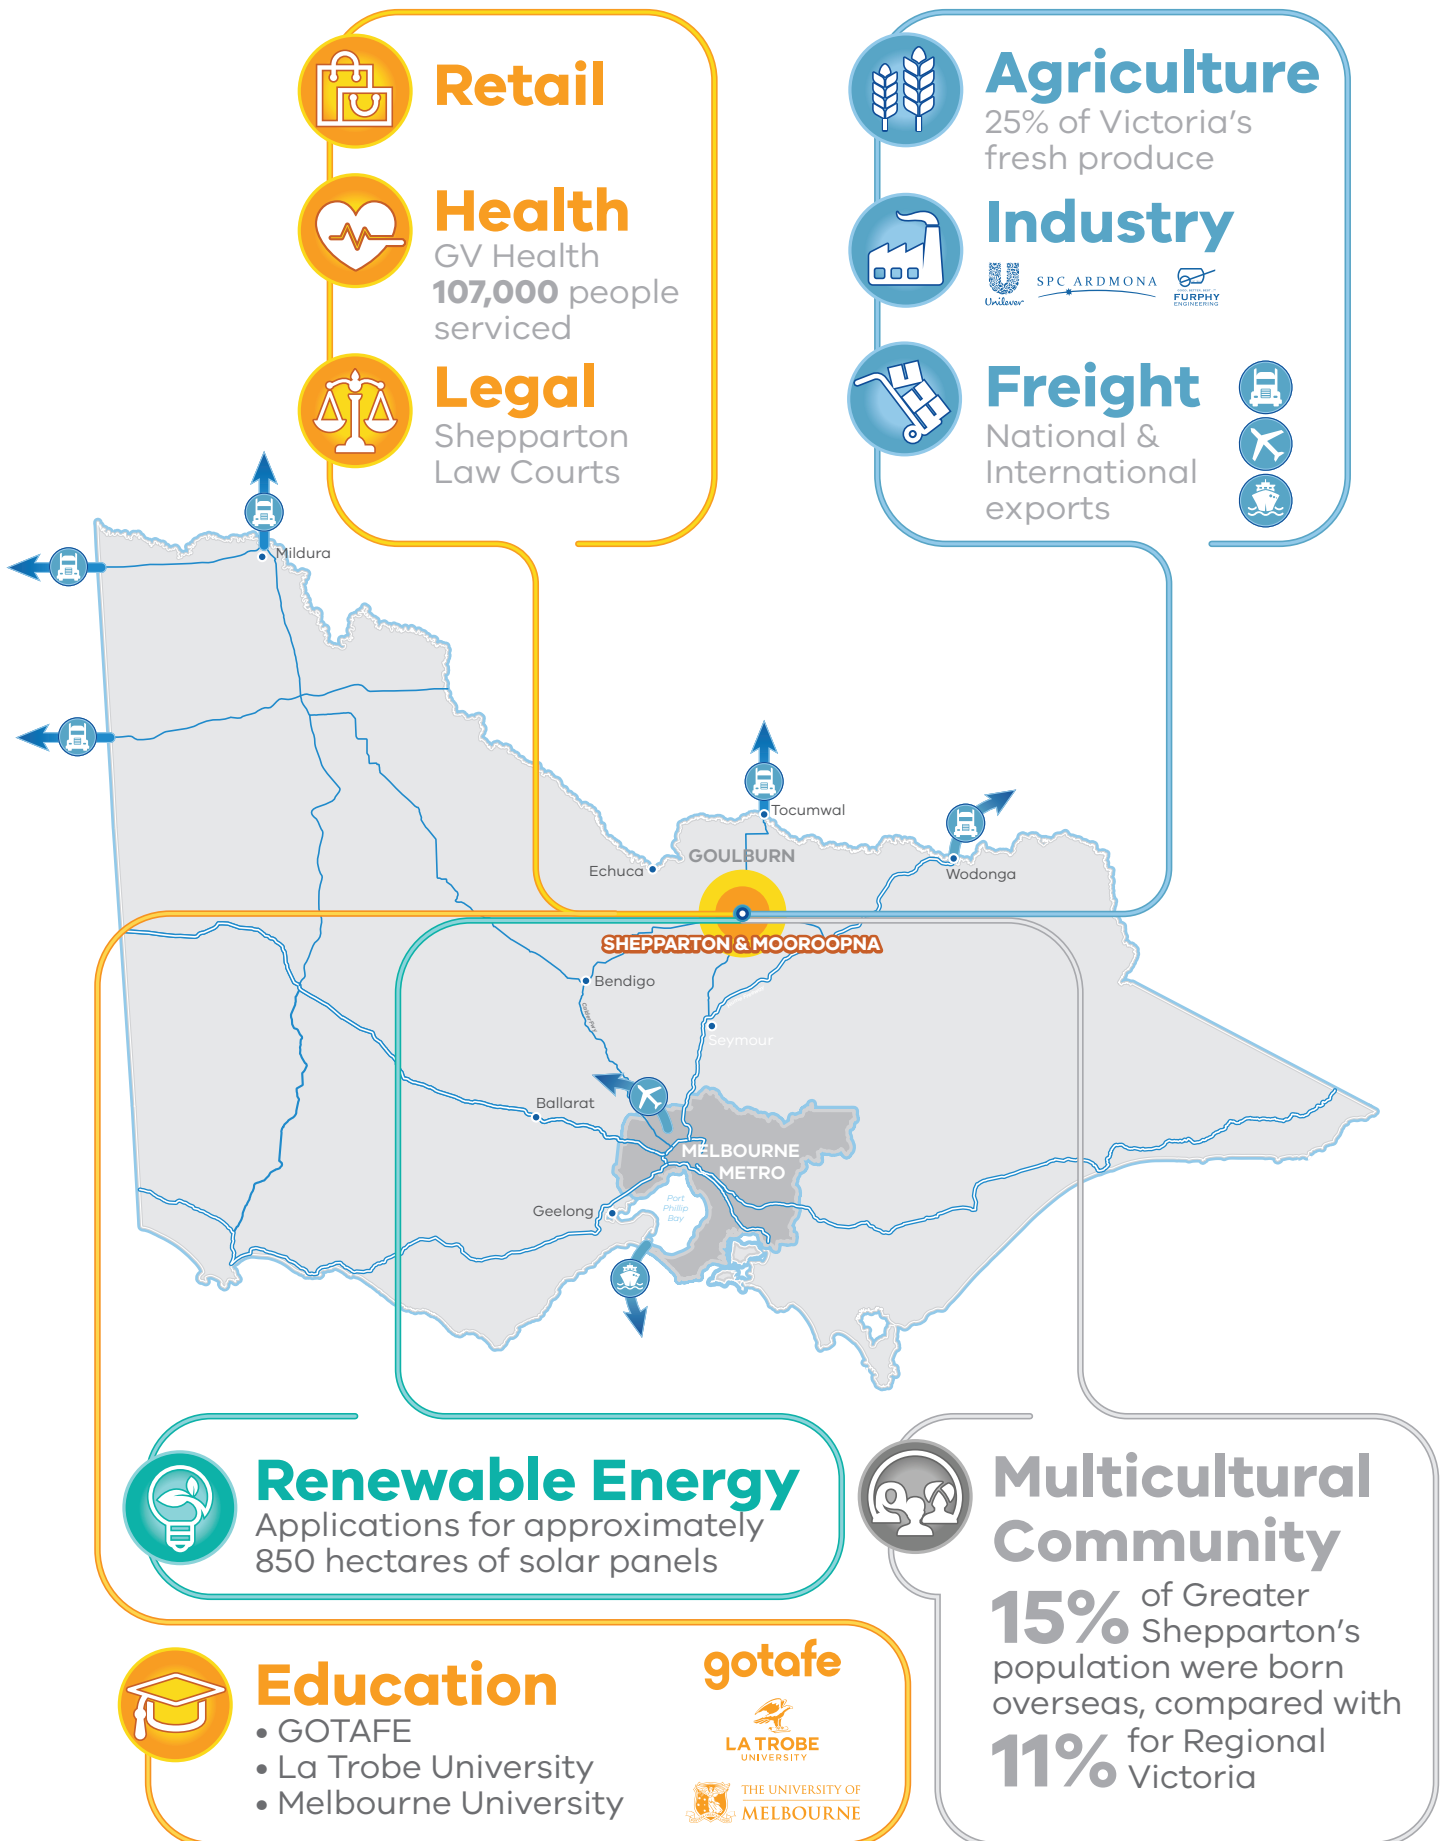 Retail
Health
GV Health
107,000 people
serviced
Legal
Shepparton
Law Courts
Agriculture
25% of Victoria's
fresh produce
Industry
Unilever
SPC ARDMONA
FURPHY
ENGINEERING
Freight
National &
International
exports
Mildura
Tocumwal
GOULBURN
Echuca
Wodonga
SHEPPARTON & MOOROOPNA
Bendigo
Seymour
Ballarat
MELBOURNE
METRO
Geelong
Port
Phillip
Bay
Renewable Energy
Applications for approximately
850 hectares of solar panels
Multicultural
Community
15% of Greater
Shepparton's
population were born
overseas, compared with
11% for Regional
Victoria
Education
• GOTAFE
• La Trobe University
• Melbourne University
gotafe
LA TROBE
UNIVERSITY
THE UNIVERSITY OF
MELBOURNE